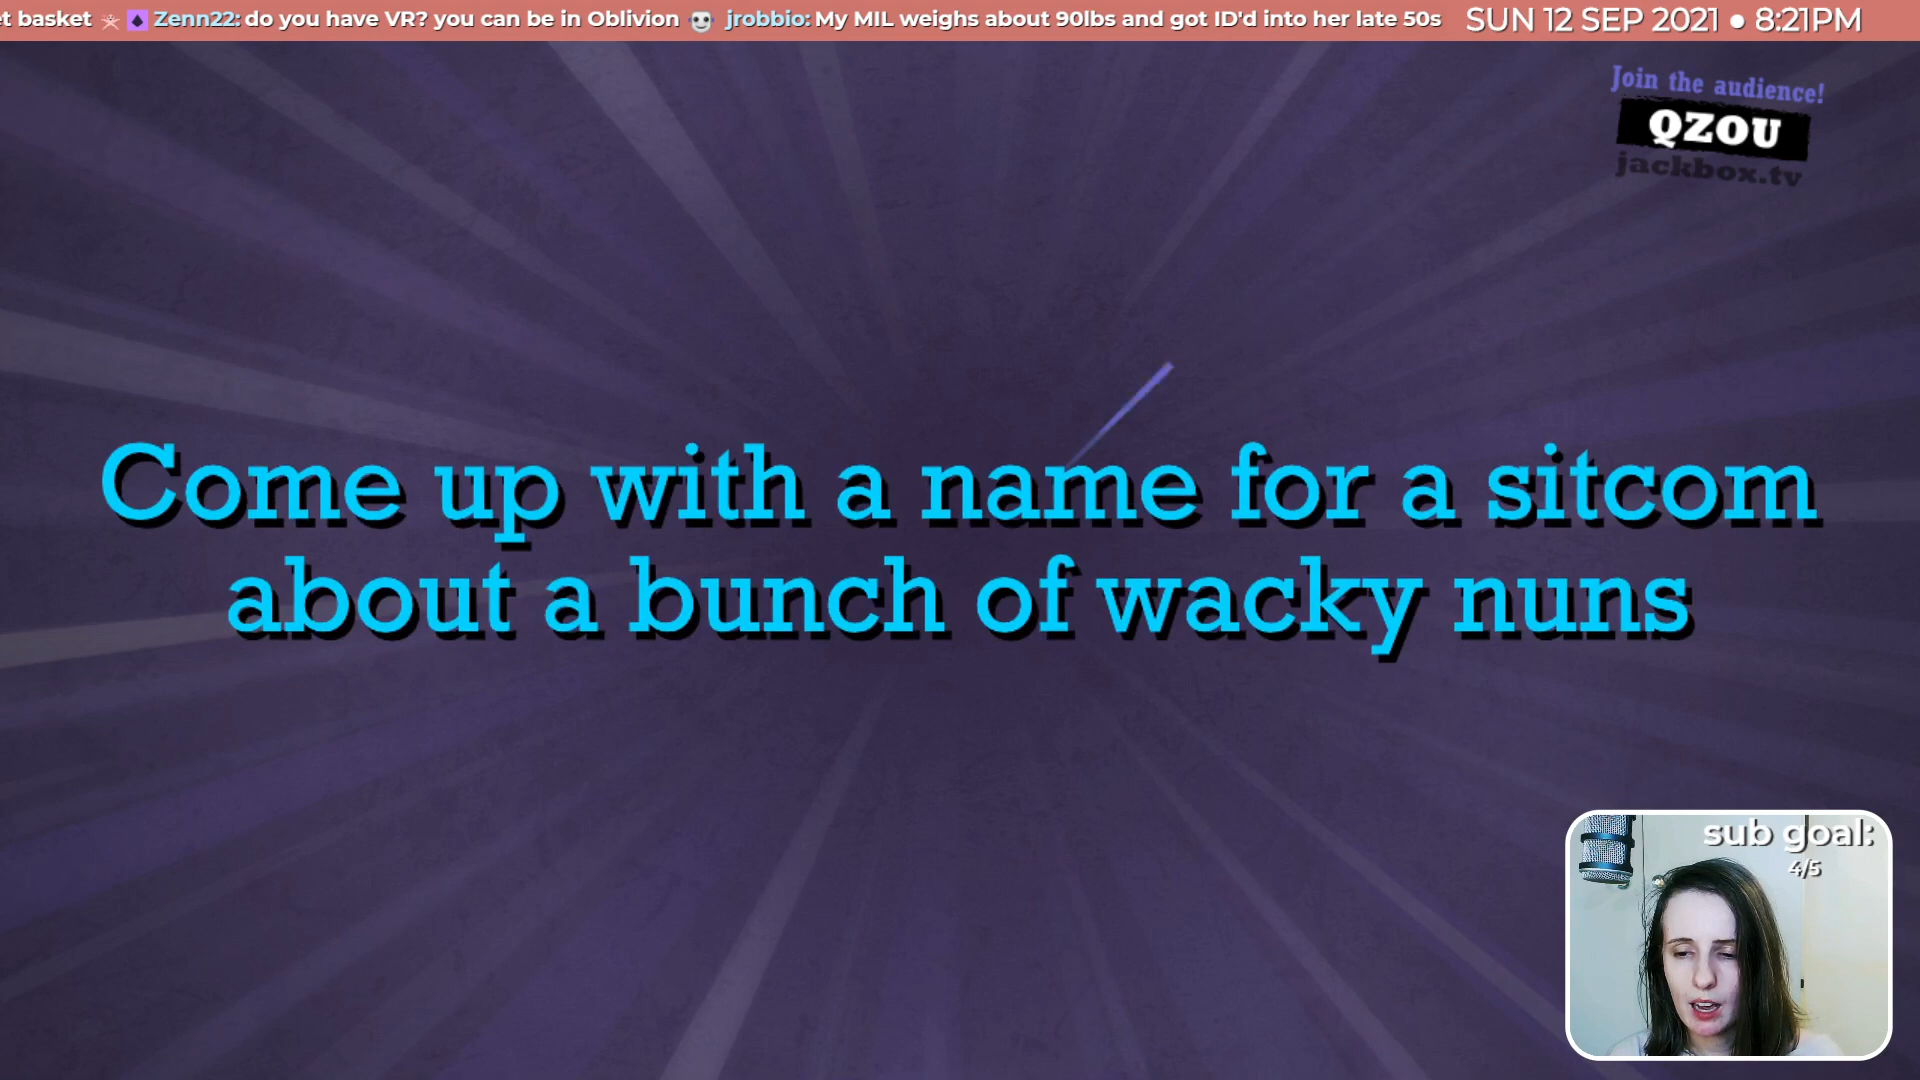 et basket Zenn22: do you have VR? you can be in Oblivion jrobbio: My MIL weighs about 90lbs and got ID'd into her late 50s SUN 12 SEP 2021 ● 8:21PM
Join the audience!
QZOU
jackbox.tv
Come up with a name for a sitcom
about a bunch of wacky nuns
sub goal:
4/5